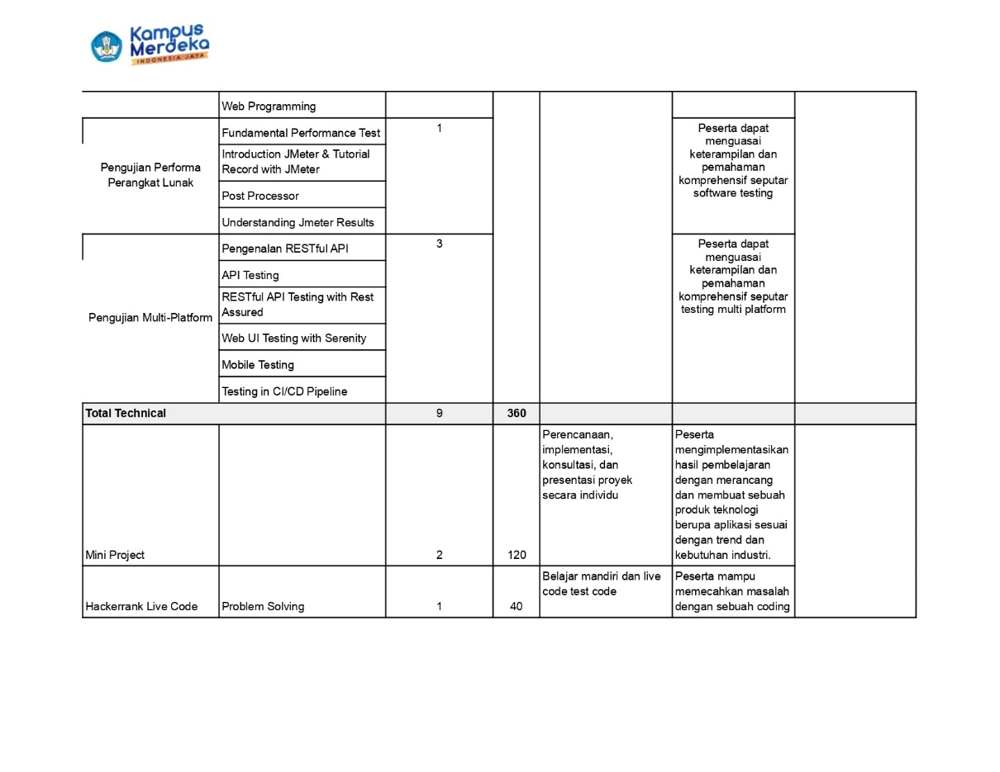 Kampus
Merdeka
INDONESIA JAYA
Web Programming
Pengujian Performa
Perangkat Lunak
Fundamental Performance Test
Introduction JMeter & Tutorial
Record with JMeter
Post Processor
Understanding Jmeter Results
1
Peserta dapat
menguasai
keterampilan dan
pemahaman
komprehensif seputar
software testing
Pengujian Multi-Platform
Pengenalan RESTful API
API Testing
RESTful API Testing with Rest
Assured
Web UI Testing with Serenity
Mobile Testing
Testing in CI/CD Pipeline
3
Peserta dapat
menguasai
keterampilan dan
pemahaman
komprehensif seputar
testing multi platform
Total Technical 9 360
Mini Project
2
120
Perencanaan,
implementasi,
konsultasi, dan
presentasi proyek
secara individu
Peserta
mengimplementasikan
hasil pembelajaran
dengan merancang
dan membuat sebuah
produk teknologi
berupa aplikasi sesuai
dengan trend dan
kebutuhan industri.
Hackerrank Live Code
Problem Solving
1
40
Belajar mandiri dan live
code test code
Peserta mampu
memecahkan masalah
dengan sebuah coding